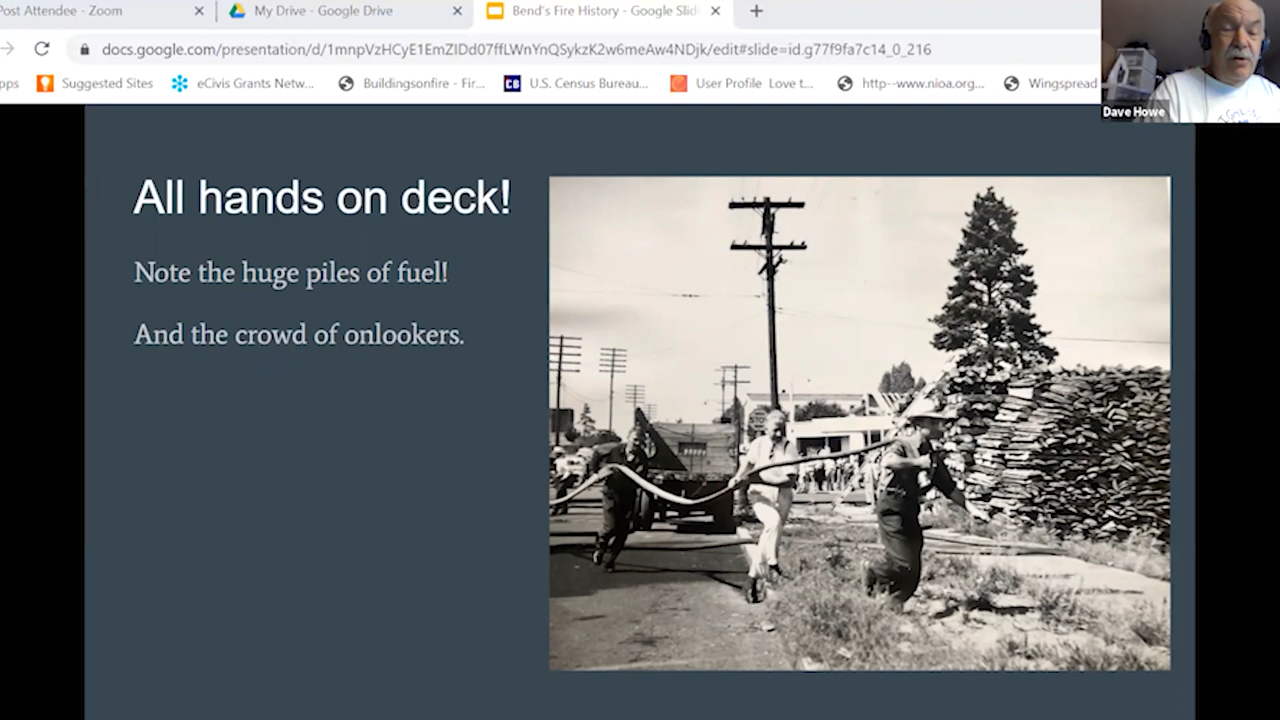 Post Attendee - Zoom
My Drive - Google Drive
Bend's Fire History - Google Slid
docs.google.com/presentation/d/1mnpVzHCyE1EmZIDd07ffLWnYnQSykzK2w6meAw4NDjk/edit#slide=id.g77f9fa7c14_0_216
pps
Suggested Sites
eCivis Grants Netw...
Buildingsonfire - Fir...
CB
U.S. Census Bureau...
User Profile Love t...
http--www.nioa.org...
Wingspread
Dave Howe
All hands on deck!
Note the huge piles of fuel!
And the crowd of onlookers.